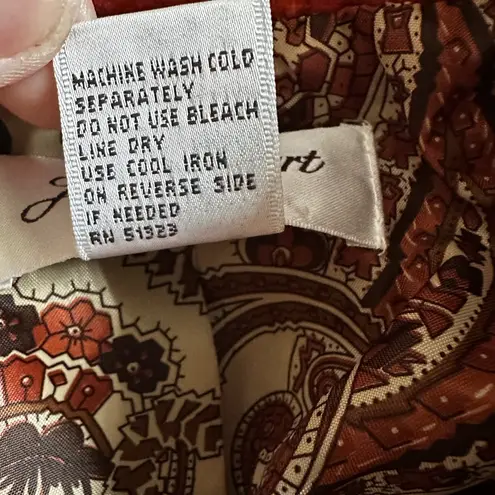 MACHINE WASH COLD
SEPARATELY
DO NOT USE BLEACH
LINE DRY
USE COOL IRON
ON REVERSE SIDE
IF NEEDED
RN 51323